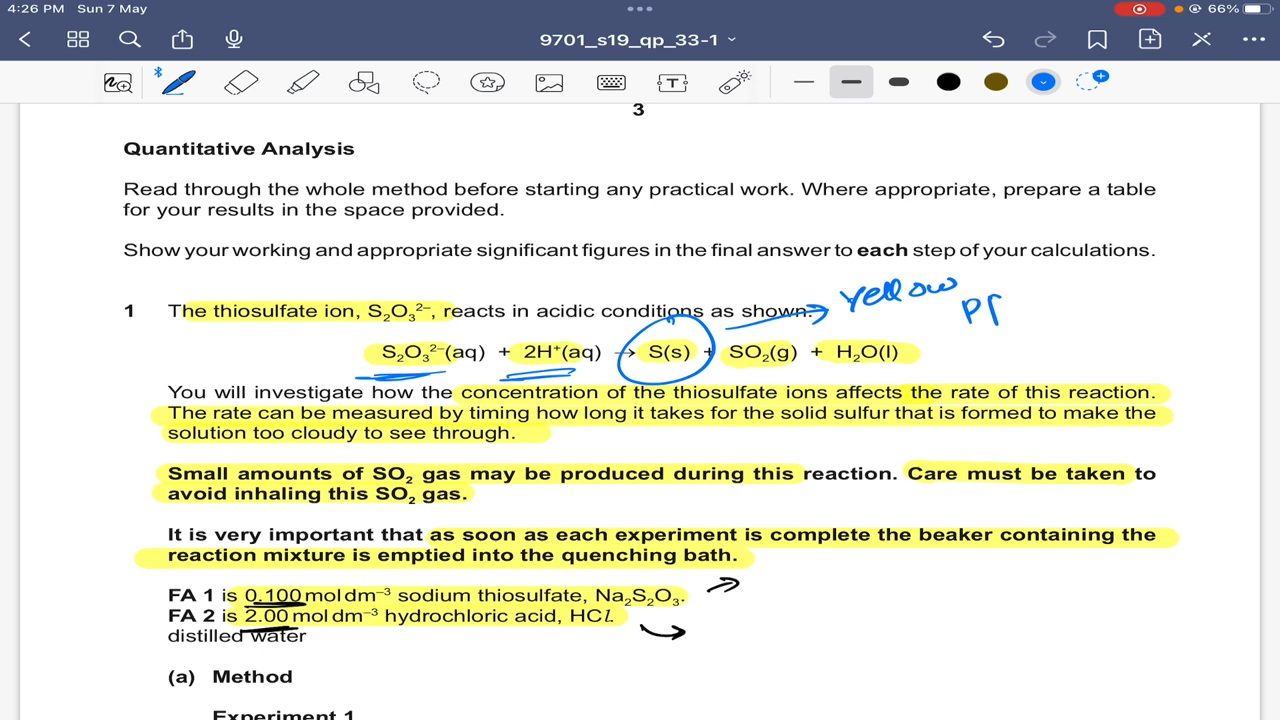 4:26 PM Sun 7 May
66%
9701_s19_qp_33-1
T
3
Quantitative Analysis
Read through the whole method before starting any practical work. Where appropriate, prepare a table
for your results in the space provided.
Show your working and appropriate significant figures in the final answer to each step of your calculations.
1 The thiosulfate ion, S₂O₃²⁻, reacts in acidic conditions as shown.
yellow
pp
S₂O₃²⁻(aq) + 2H⁺(aq) → S(s) + SO₂(g) + H₂O(l)
You will investigate how the concentration of the thiosulfate ions affects the rate of this reaction.
The rate can be measured by timing how long it takes for the solid sulfur that is formed to make the
solution too cloudy to see through.
Small amounts of SO₂ gas may be produced during this reaction. Care must be taken to
avoid inhaling this SO₂ gas.
It is very important that as soon as each experiment is complete the beaker containing the
reaction mixture is emptied into the quenching bath.
FA 1 is 0.100 mol dm⁻³ sodium thiosulfate, Na₂S₂O₃.
FA 2 is 2.00 mol dm⁻³ hydrochloric acid, HCl.
distilled water
(a) Method
Experiment 1